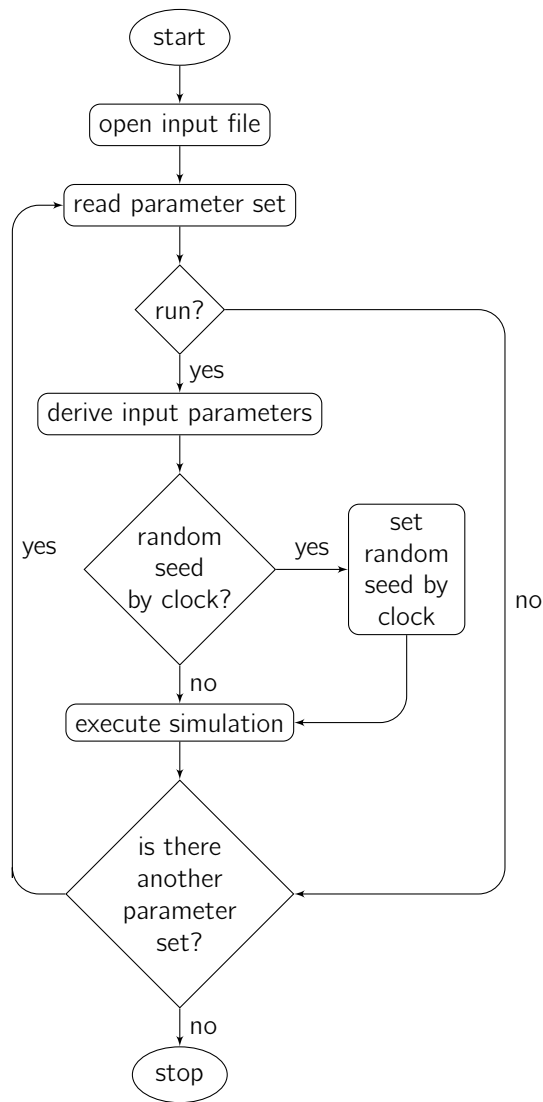 start
open input file
read parameter set
run?
yes
derive input parameters
random
seed
by clock?
yes
set
random
seed by
clock
yes
no
no
execute simulation
is there
another
parameter
set?
no
stop